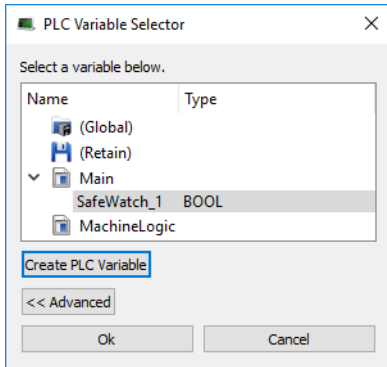 PLC Variable Selector
Select a variable below.
Name Type
(Global)
(Retain)
Main
SafeWatch_1 BOOL
MachineLogic
Create PLC Variable
<< Advanced
Ok Cancel